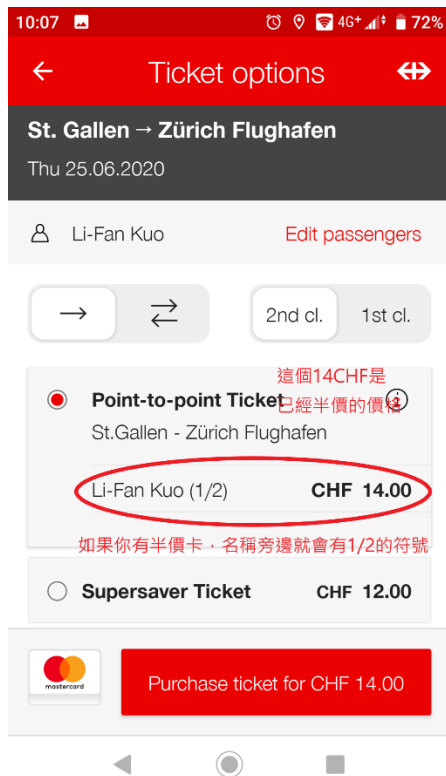 10:07 4G+ 72%
Ticket options
St. Gallen → Zürich Flughafen
Thu 25.06.2020
Li-Fan Kuo Edit passengers
→ ⇄ 2nd cl. 1st cl.
這個14CHF是
Point-to-point Ticket 已經半價的價格
St.Gallen - Zürich Flughafen
Li-Fan Kuo (1/2) CHF 14.00
如果你有半價卡，名稱旁邊就會有1/2的符號
Supersaver Ticket CHF 12.00
mastercard Purchase ticket for CHF 14.00